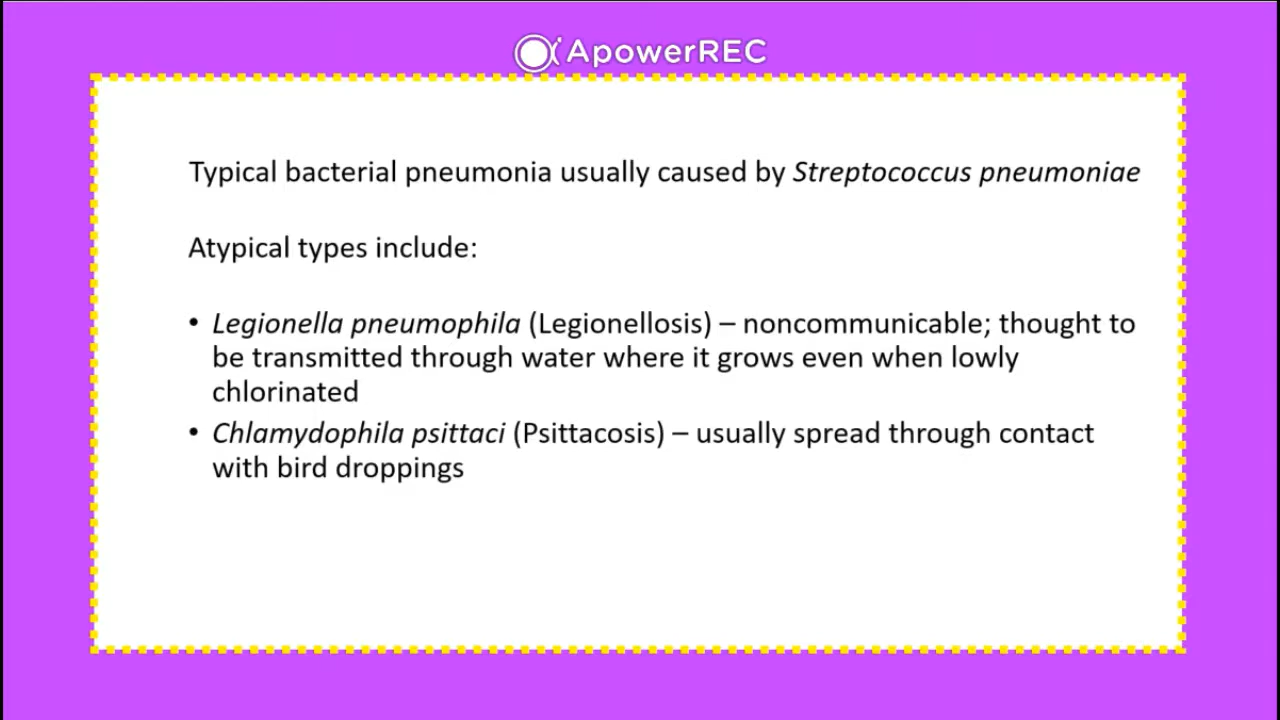 ApowerREC
Typical bacterial pneumonia usually caused by Streptococcus pneumoniae
Atypical types include:
• Legionella pneumophila (Legionellosis) – noncommunicable; thought to
be transmitted through water where it grows even when lowly
chlorinated
• Chlamydophila psittaci (Psittacosis) – usually spread through contact
with bird droppings